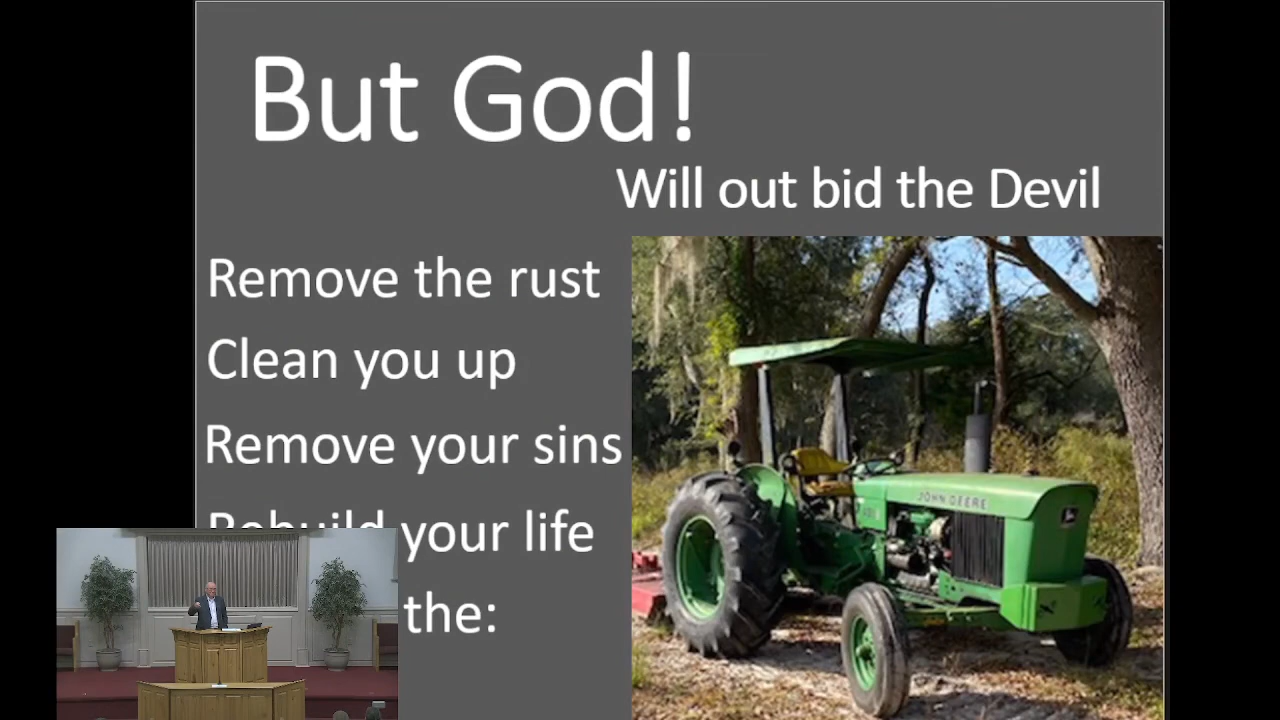 But God!
Will out bid the Devil
Remove the rust
Clean you up
Remove your sins
Rebuild your life
the:
JOHN DEERE